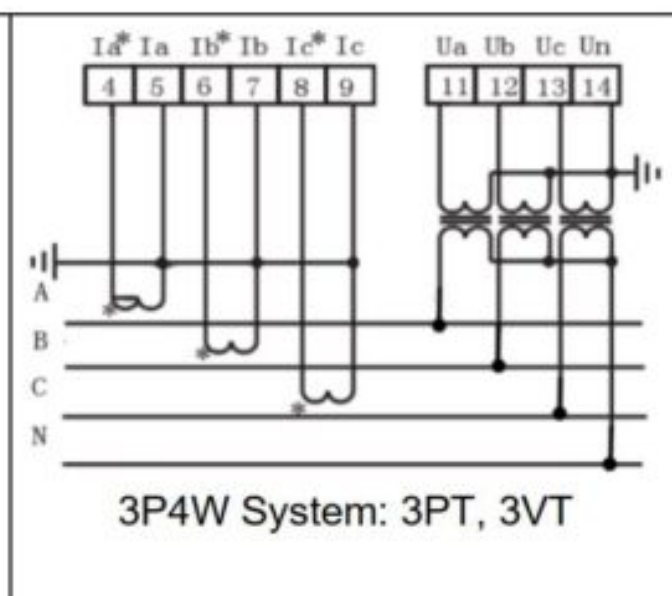 Ia* Ia Ib* Ib Ic* Ic Ua Ub Uc Un
4 5 6 7 8 9 11 12 13 14
A
*
B
*
C
*
N
3P4W System: 3PT, 3VT